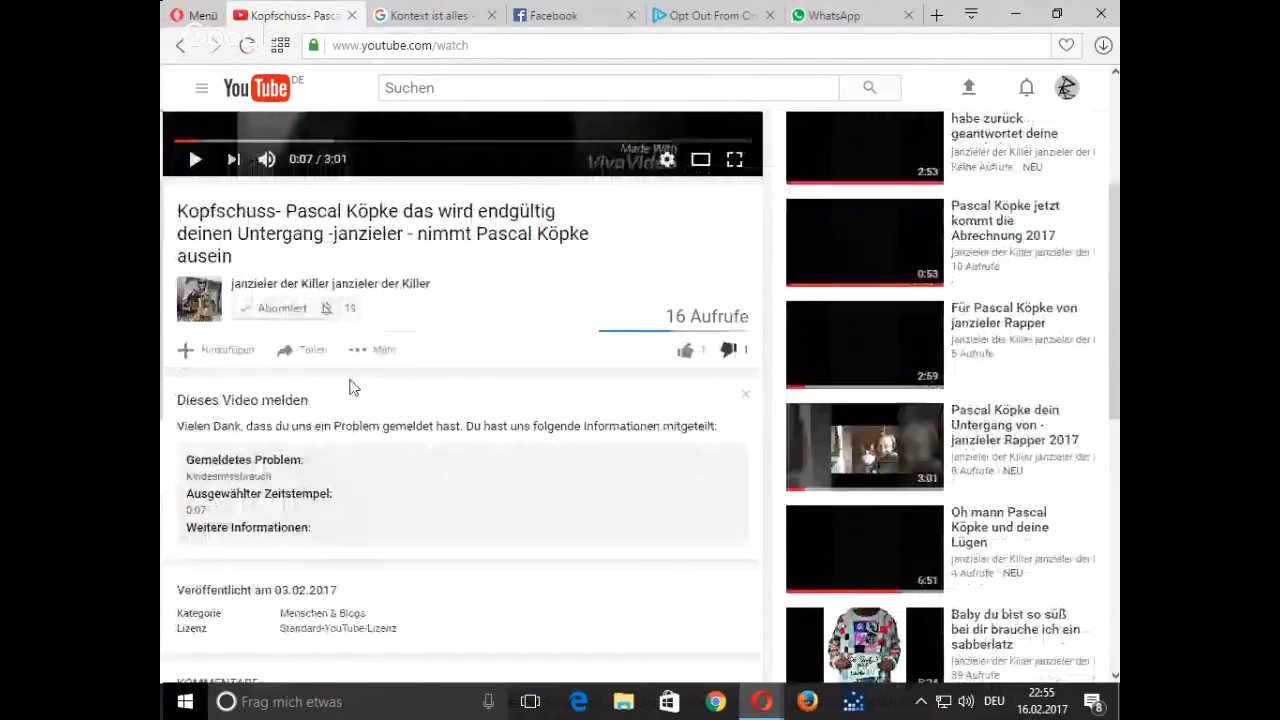 Menü
Kopfschuss- Pasca
Kontext ist alles -
Facebook
Opt Out From On
WhatsApp
www.youtube.com/watch
YouTube DE
Suchen
Made With
VivaVideo
0:07 / 3:01
Kopfschuss- Pascal Köpke das wird endgültig
deinen Untergang -janzieler - nimmt Pascal Köpke
ausein
janzieler der Killer janzieler der Killer
Abonniert
16 Aufrufe
Hinzufügen
Teilen
Mehr
1
1
Dieses Video melden
Vielen Dank, dass du uns ein Problem gemeldet hast. Du hast uns folgende Informationen mitgeteilt:
Gemeldetes Problem:
Kindesmissbrauch
Ausgewählter Zeitstempel:
0:07
Weitere Informationen:
Veröffentlicht am 03.02.2017
Kategorie Menschen & Blogs
Lizenz Standard-YouTube-Lizenz
KOMMENTARE
habe zurück
geantwortet deine
janzieler der Killer janzieler der
Keine Aufrufe NEU
2:53
Pascal Köpke jetzt
kommt die
Abrechnung 2017
janzieler der Killer janzieler der
Aufrufe
0:53
Für Pascal Köpke von
janzieler Rapper
janzieler der Killer janzieler der
Aufrufe
2:59
Pascal Köpke dein
Untergang von -
janzieler Rapper 2017
janzieler der Killer janzieler der
Aufrufe NEU
3:01
Oh mann Pascal
Köpke und deine
Lügen
janzieler der Killer janzieler der
4 Aufrufe NEU
6:51
Baby du bist so süß
bei dir brauche ich ein
sabberlatz
janzieler der Killer janzieler der
Aufrufe
Frag mich etwas
DEU
22:55
16.02.2017
8